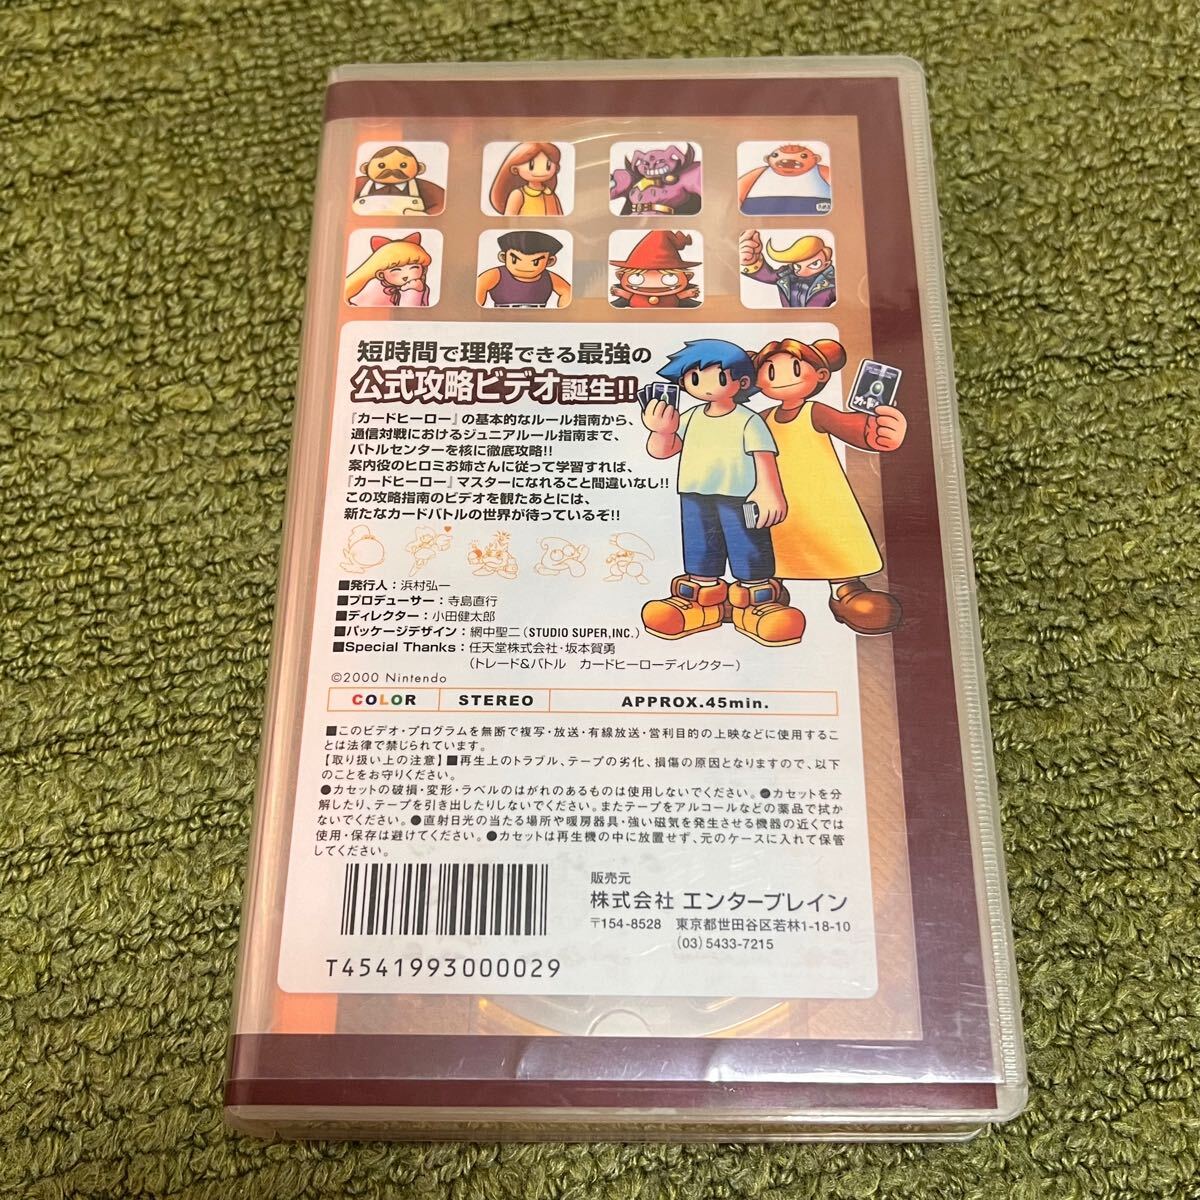 短時間で理解できる最強の
公式攻略ビデオ誕生!!
『カードヒーロー』の基本的なルール指南から、
通信対戦におけるジュニアルール指南まで、
バトルセンターを核に徹底攻略!!
案内役のヒロミお姉さんに従って学習すれば、
『カードヒーロー』マスターになれること間違いなし!!
この攻略指南のビデオを観たあとには、
新たなカードバトルの世界が待っているぞ!!
■発行人：浜村弘一
■プロデューサー：寺島直行
■ディレクター：小田健太郎
■パッケージデザイン：網中聖二(STUDIO SUPER,INC.)
■Special Thanks：任天堂株式会社・坂本賀勇
(トレード&バトル カードヒーローディレクター)
©2000 Nintendo
COLOR STEREO APPROX.45min.
■このビデオ・プログラムを無断で複写・放送・有線放送・営利目的の上映などに使用するこ
とは法律で禁じられています。
【取り扱い上の注意】■再生上のトラブル、テープの劣化、損傷の原因となりますので、以下
のことをお守りください。
●カセットの破損・変形・ラベルのはがれのあるものは使用しないでください。●カセットを分
解したり、テープを引き出したりしないでください。またテープをアルコールなどの薬品で拭か
ないでください。●直射日光の当たる場所や暖房器具・強い磁気を発生させる機器の近くでは
使用・保存は避けてください。●カセットは再生機の中に放置せず、元のケースに入れて保管
してください。
販売元
株式会社 エンターブレイン
〒154-8528 東京都世田谷区若林1-18-10
(03)5433-7215
T4541993000029